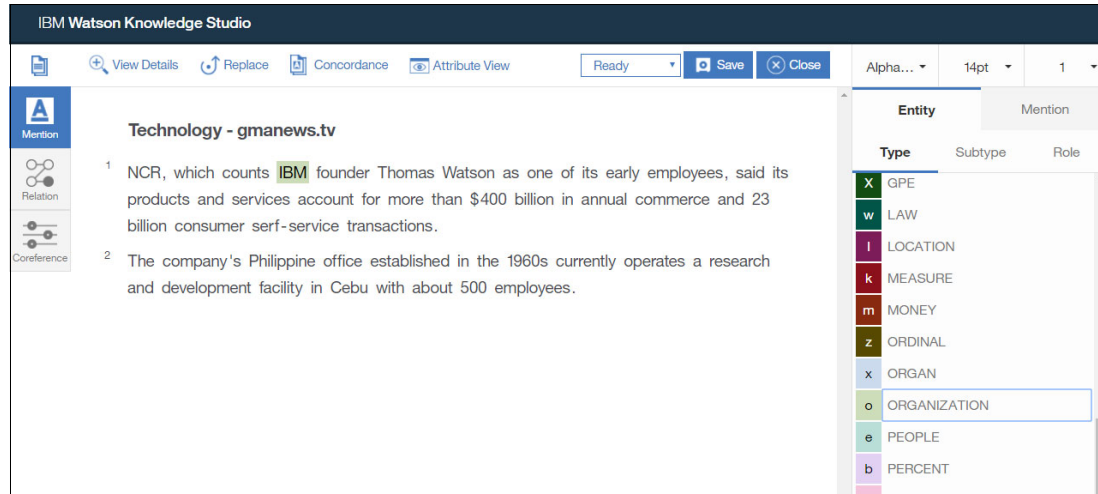 IBM Watson Knowledge Studio
View Details Replace Concordance Attribute View Ready Save Close Alpha... 14pt 1
Mention
Relation
Coreference
Technology - gmanews.tv
1 NCR, which counts IBM founder Thomas Watson as one of its early employees, said its
products and services account for more than $400 billion in annual commerce and 23
billion consumer serf-service transactions.
2 The company's Philippine office established in the 1960s currently operates a research
and development facility in Cebu with about 500 employees.
Entity Mention
Type Subtype Role
X GPE
w LAW
l LOCATION
k MEASURE
m MONEY
z ORDINAL
x ORGAN
o ORGANIZATION
e PEOPLE
b PERCENT